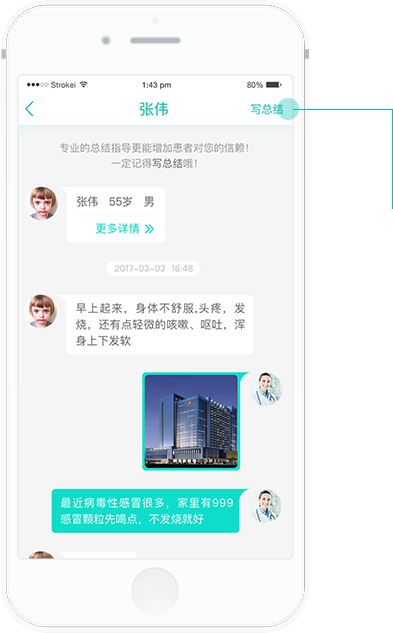 Strokei 1:43 pm 80%
张伟 写总结
专业的总结指导更能增加患者对您的信赖！
一定记得写总结哦！
张伟 55岁 男
更多详情
2017-03-03 16:48
早上起来，身体不舒服,头疼，发
烧，还有点轻微的咳嗽、呕吐，浑
身上下发软
最近病毒性感冒很多，家里有999
感冒颗粒先喝点，不发烧就好